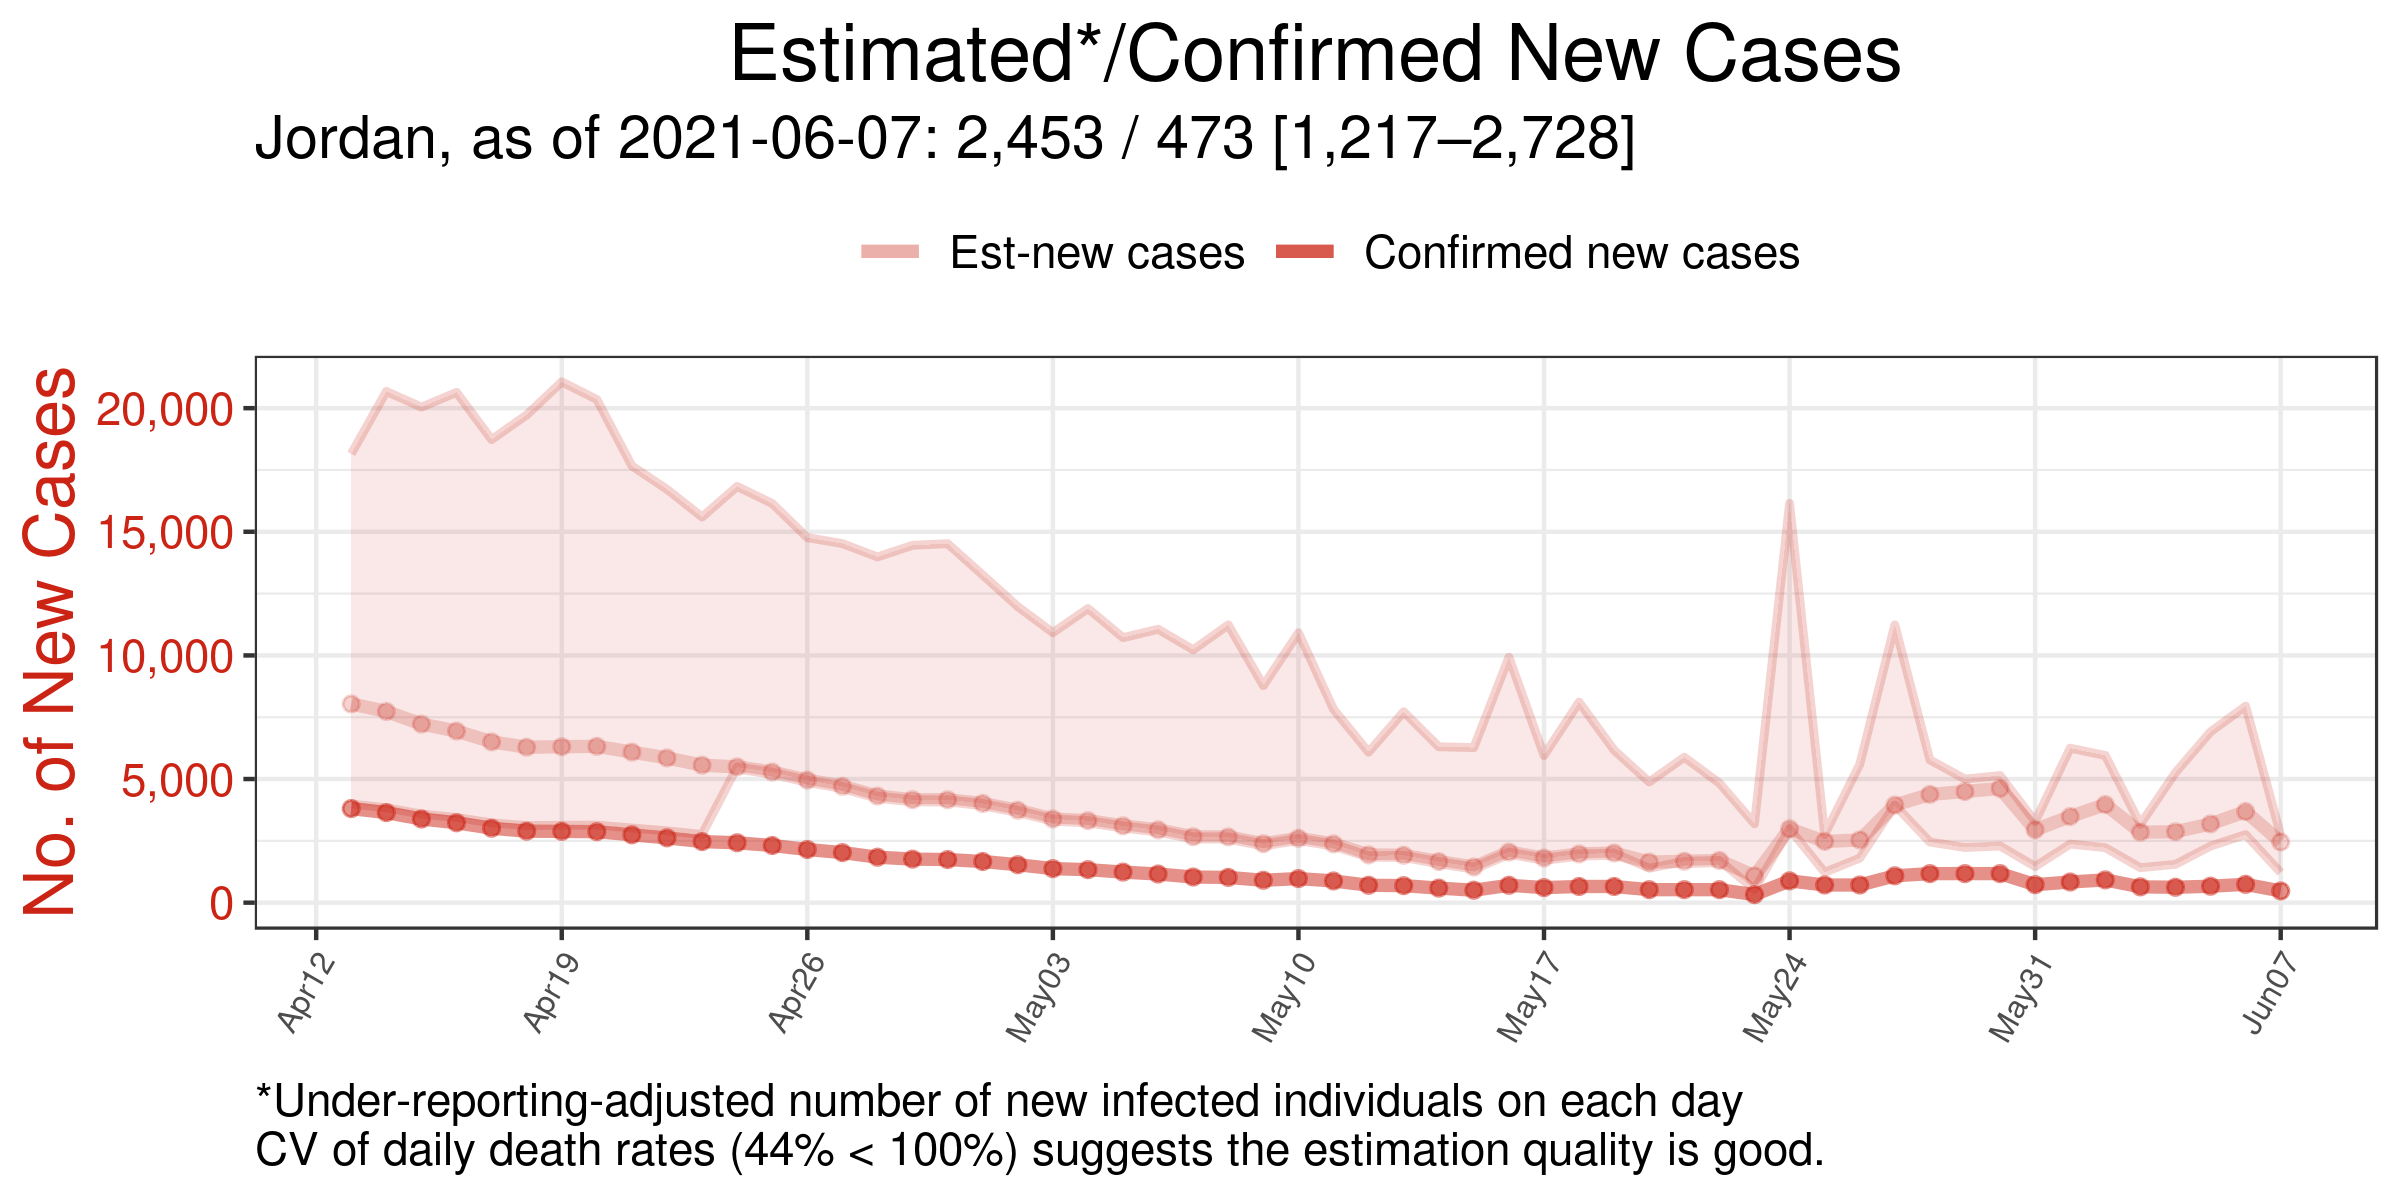 Estimated*/Confirmed New Cases
Jordan, as of 2021-06-07: 2,453 / 473 [1,217–2,728]
Est-new cases
Confirmed new cases
No. of New Cases
20,000
15,000
10,000
5,000
0
Apr12
Apr19
Apr26
May03
May10
May17
May24
May31
Jun07
*Under-reporting-adjusted number of new infected individuals on each day
CV of daily death rates (44% < 100%) suggests the estimation quality is good.